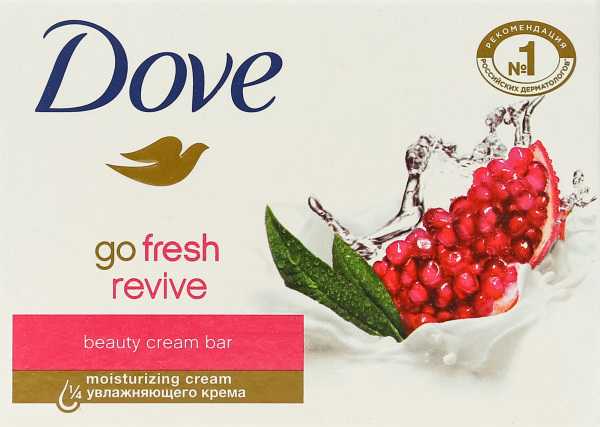 Dove
РЕКОМЕНДАЦИЯ
№1
РОССИЙСКИХ ДЕРМАТОЛОГОВ*
go fresh
revive
beauty cream bar
moisturizing cream
1/4 увлажняющего крема